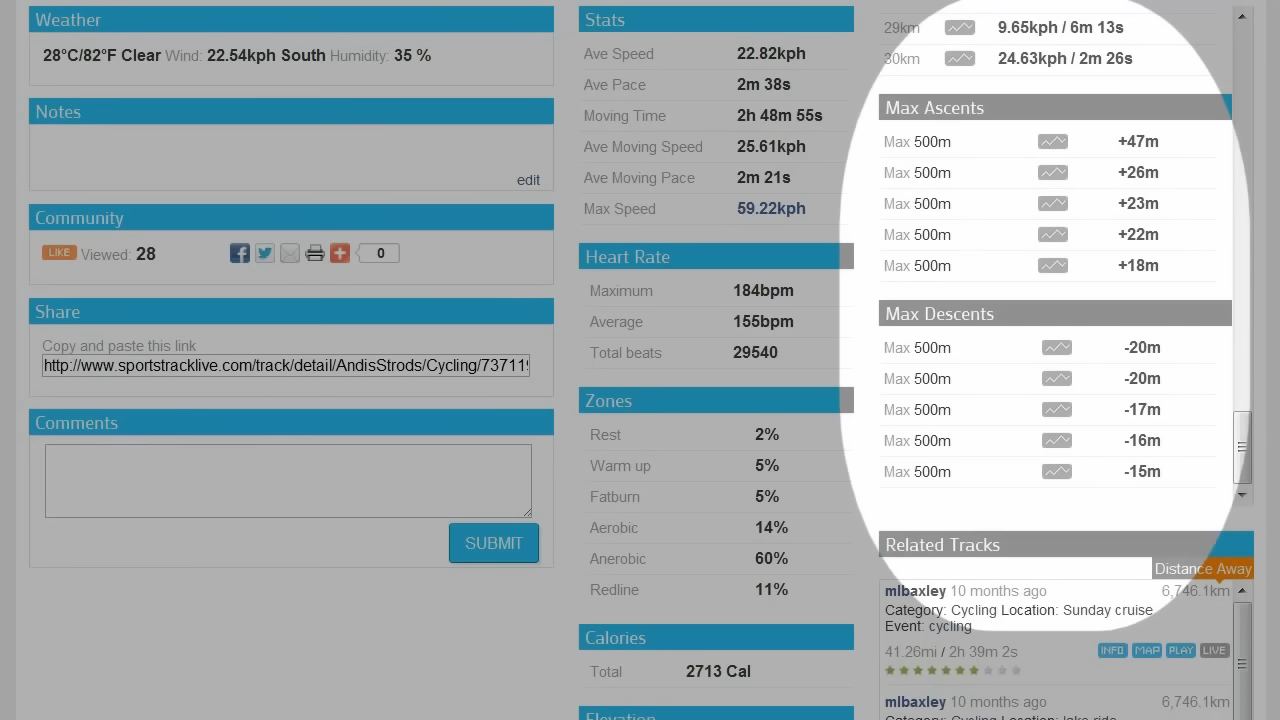 Weather
28°C/82°F Clear Wind: 22.54kph South Humidity: 35 %
Notes
edit
Community
LIKE Viewed: 28 0
Share
Copy and paste this link
http://www.sportstracklive.com/track/detail/AndisStrods/Cycling/737119
Comments
SUBMIT
Stats
Ave Speed 22.82kph
Ave Pace 2m 38s
Moving Time 2h 48m 55s
Ave Moving Speed 25.61kph
Ave Moving Pace 2m 21s
Max Speed 59.22kph
Heart Rate
Maximum 184bpm
Average 155bpm
Total beats 29540
Zones
Rest 2%
Warm up 5%
Fatburn 5%
Aerobic 14%
Anerobic 60%
Redline 11%
Calories
Total 2713 Cal
Elevation
29km 9.65kph / 6m 13s
30km 24.63kph / 2m 26s
Max Ascents
Max 500m +47m
Max 500m +26m
Max 500m +23m
Max 500m +22m
Max 500m +18m
Max Descents
Max 500m -20m
Max 500m -20m
Max 500m -17m
Max 500m -16m
Max 500m -15m
Related Tracks
Distance Away
mlbaxley 10 months ago 6,746.1km
Category: Cycling Location: Sunday cruise
Event: cycling
41.26mi / 2h 39m 2s INFO MAP PLAY LIVE
mlbaxley 10 months ago 6,746.1km
Category: Cycling Location: lake ride